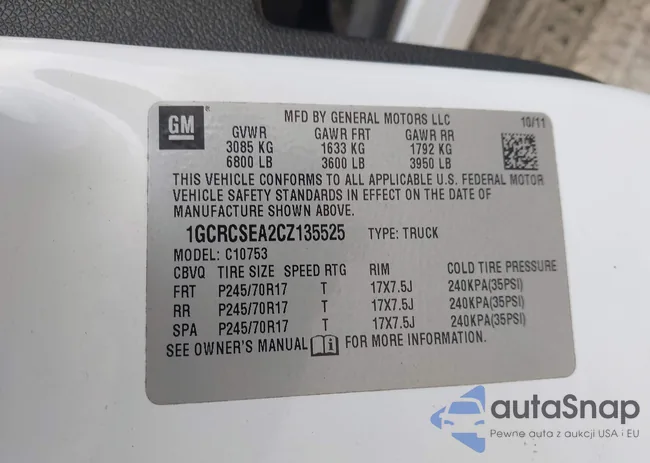 GM
MFD BY GENERAL MOTORS LLC
10/11
GVWR GAWR FRT GAWR RR
3085 KG 1633 KG 1792 KG
6800 LB 3600 LB 3950 LB
THIS VEHICLE CONFORMS TO ALL APPLICABLE U.S. FEDERAL MOTOR
VEHICLE SAFETY STANDARDS IN EFFECT ON THE DATE OF
MANUFACTURE SHOWN ABOVE.
1GCRCSEA2CZ135525 TYPE: TRUCK
MODEL: C10753
CBVQ TIRE SIZE SPEED RTG RIM COLD TIRE PRESSURE
FRT P245/70R17 T 17X7.5J 240KPA(35PSI)
RR P245/70R17 T 17X7.5J 240KPA(35PSI)
SPA P245/70R17 T 17X7.5J 240KPA(35PSI)
SEE OWNER'S MANUAL FOR MORE INFORMATION.
autaSnap
Pewne auta z aukcji USA i EU